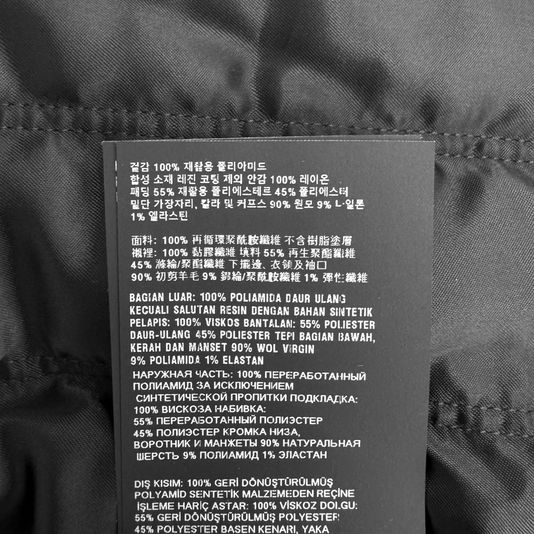 겉감 100% 재활용 폴리아미드
합성 소재 레진 코팅 제외 안감 100% 레이온
패딩 55% 재활용 폴리에스테르 45% 폴리에스터
밑단 가장자리, 칼라 및 커프스 90% 원모 9% 나일론
1% 엘라스틴
面料: 100% 再循環聚酰胺纖維 不含樹脂塗層
襯裡: 100% 黏膠纖維 填料 55% 再生聚酯纖維
45% 滌綸/聚酯纖維 下擺邊、衣領及袖口
90% 初剪羊毛 9% 錦綸/聚酰胺纖維 1% 彈性纖維
BAGIAN LUAR: 100% POLIAMIDA DAUR ULANG
KECUALI SALUTAN RESIN DENGAN BAHAN SINTETIK
PELAPIS: 100% VISKOS BANTALAN: 55% POLIESTER
DAUR-ULANG 45% POLIESTER TEPI BAGIAN BAWAH,
KERAH DAN MANSET 90% WOL VIRGIN
9% POLIAMIDA 1% ELASTAN
НАРУЖНАЯ ЧАСТЬ: 100% ПЕРЕРАБОТАННЫЙ
ПОЛИАМИД ЗА ИСКЛЮЧЕНИЕМ
СИНТЕТИЧЕСКОЙ ПРОПИТКИ ПОДКЛАДКА:
100% ВИСКОЗА НАБИВКА:
55% ПЕРЕРАБОТАННЫЙ ПОЛИЭСТЕР
45% ПОЛИЭСТЕР КРОМКА НИЗА,
ВОРОТНИК И МАНЖЕТЫ 90% НАТУРАЛЬНАЯ
ШЕРСТЬ 9% ПОЛИАМИД 1% ЭЛАСТАН
DIŞ KISIM: 100% GERİ DÖNÜŞTÜRÜLMÜŞ
POLYAMİD SENTETİK MALZEMEDEN REÇİNE
İŞLEME HARİÇ ASTAR: 100% VİSKOZ DOLGU:
55% GERİ DÖNÜŞTÜRÜLMÜŞ POLYESTER
45% POLYESTER BASEN KENARI, YAKA